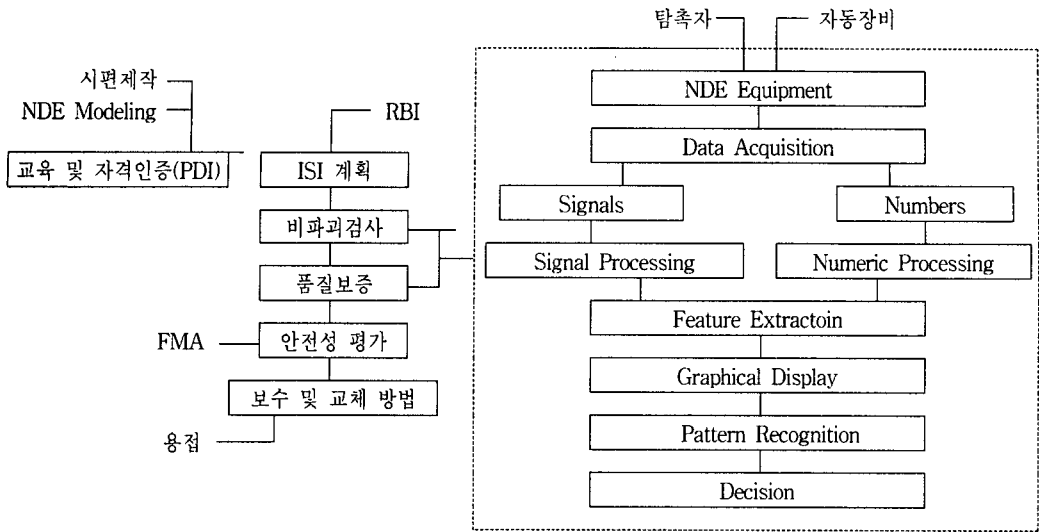 탐촉자
자동장비
시편제작
NDE Modeling
교육 및 자격인증(PDI)
RBI
ISI 계획
비파괴검사
품질보증
FMA
안전성 평가
보수 및 교체 방법
용접
NDE Equipment
Data Acquisition
Signals
Numbers
Signal Processing
Numeric Processing
Feature Extractoin
Graphical Display
Pattern Recognition
Decision